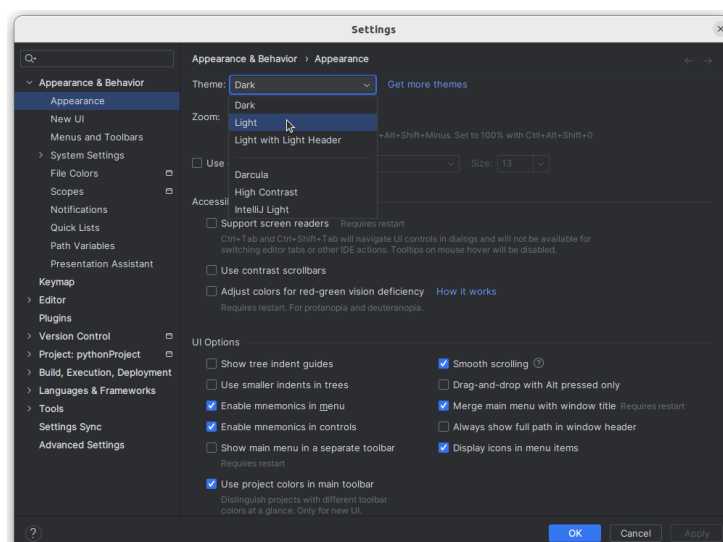 Settings
Appearance & Behavior
Appearance
New UI
Menus and Toolbars
System Settings
File Colors
Scopes
Notifications
Quick Lists
Path Variables
Presentation Assistant
Keymap
Editor
Plugins
Version Control
Project: pythonProject
Build, Execution, Deployment
Languages & Frameworks
Tools
Settings Sync
Advanced Settings
Appearance & Behavior › Appearance
Theme: Dark Get more themes
Dark
Light
Light with Light Header
Darcula
High Contrast
IntelliJ Light
Zoom:
+Alt+Shift+Minus. Set to 100% with Ctrl+Alt+Shift+0
Use Size: 13
Accessi
Support screen readers Requires restart
Ctrl+Tab and Ctrl+Shift+Tab will navigate UI controls in dialogs and will not be available for
switching editor tabs or other IDE actions. Tooltips on mouse hover will be disabled.
Use contrast scrollbars
Adjust colors for red-green vision deficiency How it works
Requires restart. For protanopia and deuteranopia.
UI Options
Show tree indent guides Smooth scrolling ?
Use smaller indents in trees Drag-and-drop with Alt pressed only
Enable mnemonics in menu Merge main menu with window title Requires restart
Enable mnemonics in controls Always show full path in window header
Show main menu in a separate toolbar Display icons in menu items
Requires restart
Use project colors in main toolbar
Distinguish projects with different toolbar
colors at a glance. Only for new UI.
? OK Cancel Apply